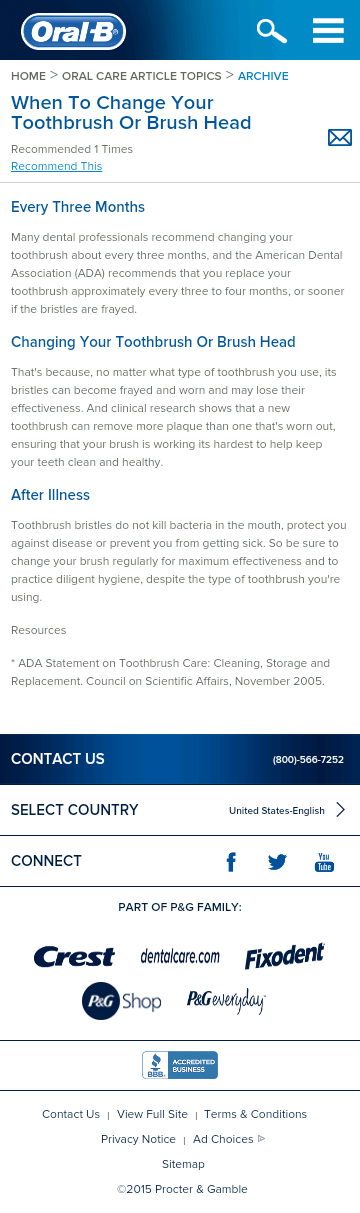 Oral-B
HOME > ORAL CARE ARTICLE TOPICS > ARCHIVE
When To Change Your
Toothbrush Or Brush Head
Recommended 1 Times
Recommend This
Every Three Months
Many dental professionals recommend changing your
toothbrush about every three months, and the American Dental
Association (ADA) recommends that you replace your
toothbrush approximately every three to four months, or sooner
if the bristles are frayed.
Changing Your Toothbrush Or Brush Head
That's because, no matter what type of toothbrush you use, its
bristles can become frayed and worn and may lose their
effectiveness. And clinical research shows that a new
toothbrush can remove more plaque than one that's worn out,
ensuring that your brush is working its hardest to help keep
your teeth clean and healthy.
After Illness
Toothbrush bristles do not kill bacteria in the mouth, protect you
against disease or prevent you from getting sick. So be sure to
change your brush regularly for maximum effectiveness and to
practice diligent hygiene, despite the type of toothbrush you're
using.
Resources
* ADA Statement on Toothbrush Care: Cleaning, Storage and
Replacement. Council on Scientific Affairs, November 2005.
CONTACT US (800)-566-7252
SELECT COUNTRY United States-English
CONNECT You Tube
PART OF P&G FAMILY:
Crest dentalcare.com Fixodent
P&G Shop P&G everyday
BBB. ACCREDITED BUSINESS
Contact Us | View Full Site | Terms & Conditions
Privacy Notice | Ad Choices
Sitemap
©2015 Procter & Gamble